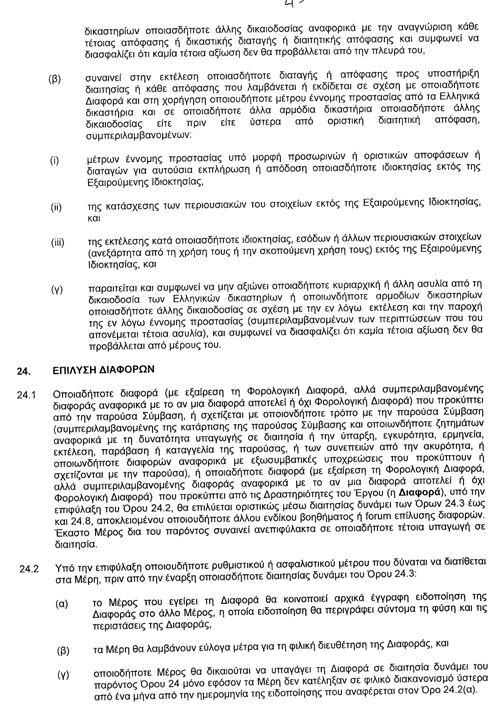 δικαστηρίων οποιασδήποτε άλλης δικαιοδοσίας αναφορικά με την αναγνώριση κάθε
τέτοιας απόφασης ή δικαστικής διαταγής ή διαιτητικής απόφασης και συμφωνεί να
διασφαλίζει ότι καμία τέτοια αξίωση δεν θα προβάλλεται από την πλευρά του,
(β) συναινεί στην εκτέλεση οποιασδήποτε διαταγής ή απόφασης προς υποστήριξη
διαιτησίας ή κάθε απόφασης που λαμβάνεται ή εκδίδεται σε σχέση με οποιαδήποτε
Διαφορά και στη χορήγηση οποιουδήποτε μέτρου έννομης προστασίας από τα Ελληνικά
δικαστήρια και σε οποιαδήποτε άλλα αρμόδια δικαστήρια οποιασδήποτε άλλης
δικαιοδοσίας είτε πριν είτε ύστερα από οριστική διαιτητική απόφαση,
συμπεριλαμβανομένων:
(i) μέτρων έννομης προστασίας υπό μορφή προσωρινών ή οριστικών αποφάσεων ή
διαταγών για αυτούσια εκπλήρωση ή απόδοση οποιασδήποτε ιδιοκτησίας εκτός της
Εξαιρούμενης Ιδιοκτησίας,
(ii) της κατάσχεσης των περιουσιακών του στοιχείων εκτός της Εξαιρούμενης Ιδιοκτησίας,
και
(iii) της εκτέλεσης κατά οποιασδήποτε ιδιοκτησίας, εσόδων ή άλλων περιουσιακών στοιχείων
(ανεξάρτητα από τη χρήση τους ή την σκοπούμενη χρήση τους) εκτός της Εξαιρούμενης
Ιδιοκτησίας, και
(γ) παραιτείται και συμφωνεί να μην αξιώνει οποιαδήποτε κυριαρχική ή άλλη ασυλία από τη
δικαιοδοσία των Ελληνικών δικαστηρίων ή οποιωνδήποτε αρμοδίων δικαστηρίων
οποιασδήποτε άλλης δικαιοδοσίας σε σχέση με την εν λόγω εκτέλεση και την παροχή
της εν λόγω έννομης προστασίας (συμπεριλαμβανομένων των περιπτώσεων που του
απονέμεται τέτοια ασυλία), και συμφωνεί να διασφαλίζει ότι καμία τέτοια αξίωση δεν θα
προβάλλεται από μέρους του.
24. ΕΠΙΛΥΣΗ ΔΙΑΦΟΡΩΝ
24.1 Οποιαδήποτε διαφορά (με εξαίρεση τη Φορολογική Διαφορά, αλλά συμπεριλαμβανομένης
διαφοράς αναφορικά με το αν μια διαφορά αποτελεί ή όχι Φορολογική Διαφορά) που προκύπτει
από την παρούσα Σύμβαση, ή σχετίζεται με οποιονδήποτε τρόπο με την παρούσα Σύμβαση
(συμπεριλαμβανομένης της κατάρτισης της παρούσας Σύμβασης και οποιωνδήποτε ζητημάτων
αναφορικά με τη δυνατότητα υπαγωγής σε διαιτησία ή την ύπαρξη, εγκυρότητα, ερμηνεία,
εκτέλεση, παράβαση ή καταγγελία της παρούσας, ή των συνεπειών από την ακυρότητα, ή
οποιωνδήποτε διαφορών αναφορικά με εξωσυμβατικές υποχρεώσεις που προκύπτουν ή
σχετίζονται με την παρούσα), ή οποιαδήποτε διαφορά (με εξαίρεση τη Φορολογική Διαφορά,
αλλά συμπεριλαμβανομένης διαφοράς αναφορικά με το αν μια διαφορά αποτελεί ή όχι
Φορολογική Διαφορά) που προκύπτει από τις Δραστηριότητες του Έργου (η Διαφορά), υπό την
επιφύλαξη του Όρου 24.2, θα επιλύεται οριστικώς μέσω διαιτησίας δυνάμει των Όρων 24.3 έως
και 24.8, αποκλειομένου οποιουδήποτε άλλου ενδίκου βοηθήματος ή forum επίλυσης διαφορών.
Έκαστο Μέρος δια του παρόντος συναινεί ανεπιφύλακτα σε οποιαδήποτε τέτοια υπαγωγή σε
διαιτησία.
24.2 Υπό την επιφύλαξη οποιουδήποτε ρυθμιστικού ή ασφαλιστικού μέτρου που δύναται να διατίθεται
στα Μέρη, πριν από την έναρξη οποιασδήποτε διαιτησίας δυνάμει του Όρου 24.3:
(α) το Μέρος που εγείρει τη Διαφορά θα κοινοποιεί αρχικά έγγραφη ειδοποίηση της
Διαφοράς στο άλλο Μέρος, η οποία ειδοποίηση θα περιγράφει σύντομα τη φύση και τις
περιστάσεις της Διαφοράς,
(β) τα Μέρη θα λαμβάνουν εύλογα μέτρα για τη φιλική διευθέτηση της Διαφοράς, και
(γ) οποιοδήποτε Μέρος θα δικαιούται να υπαγάγει τη Διαφορά σε διαιτησία δυνάμει του
παρόντος Όρου 24 μόνο εφόσον τα Μέρη δεν κατέληξαν σε φιλικό διακανονισμό ύστερα
από ένα μήνα από την ημερομηνία της ειδοποίησης που αναφέρεται στον Όρο 24.2(α).